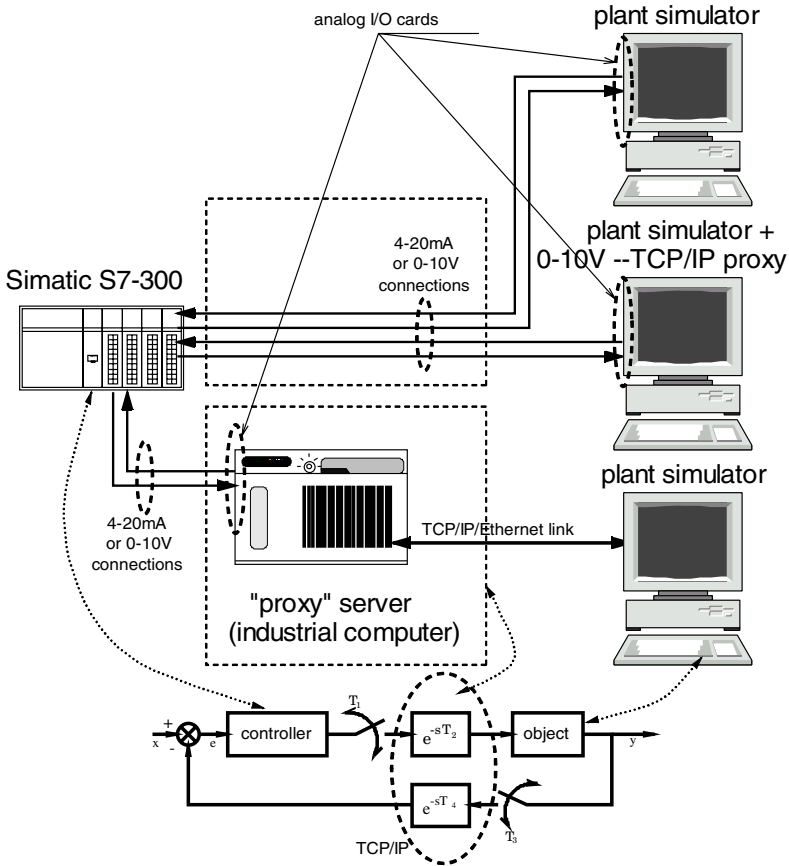 analog I/O cards
plant simulator
4-20mA
or 0-10V
connections
plant simulator +
0-10V --TCP/IP proxy
Simatic S7-300
plant simulator
4-20mA
or 0-10V
connections
TCP/IP/Ethernet link
"proxy" server
(industrial computer)
+
x
-
e
controller
T1
e-sT2
object
y
e-sT4
T3
TCP/IP